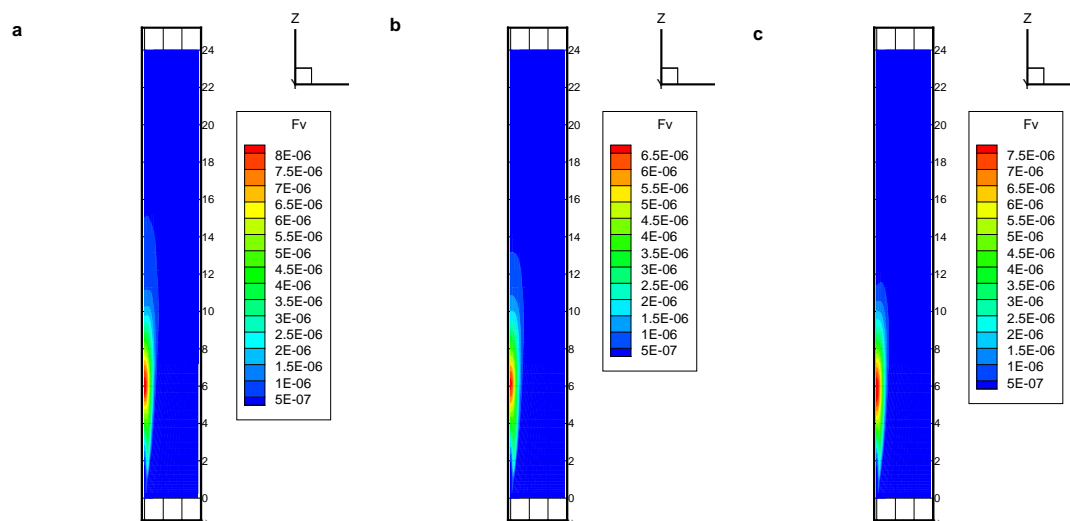 a
Z
24
22
20
18
16
14
12
10
8
6
4
2
0
Fv
8E-06
7.5E-06
7E-06
6.5E-06
6E-06
5.5E-06
5E-06
4.5E-06
4E-06
3.5E-06
3E-06
2.5E-06
2E-06
1.5E-06
1E-06
5E-07
b
Z
24
22
20
18
16
14
12
10
8
6
4
2
0
Fv
6.5E-06
6E-06
5.5E-06
5E-06
4.5E-06
4E-06
3.5E-06
3E-06
2.5E-06
2E-06
1.5E-06
1E-06
5E-07
c
Z
24
22
20
18
16
14
12
10
8
6
4
2
0
Fv
7.5E-06
7E-06
6.5E-06
6E-06
5.5E-06
5E-06
4.5E-06
4E-06
3.5E-06
3E-06
2.5E-06
2E-06
1.5E-06
1E-06
5E-07